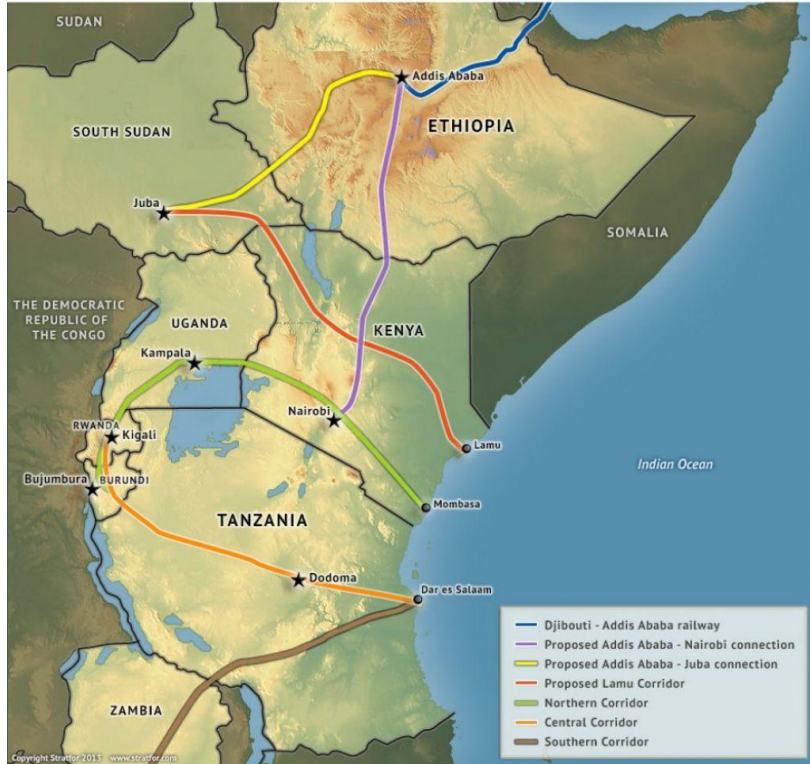 SUDAN
Addis Ababa
ETHIOPIA
SOUTH SUDAN
Juba
SOMALIA
THE DEMOCRATIC
REPUBLIC OF
THE CONGO
UGANDA
KENYA
Kampala
Nairobi
RWANDA
Kigali
Lamu
Indian Ocean
Bujumbura
BURUNDI
Mombasa
TANZANIA
Dodoma
Dar es Salaam
Djibouti - Addis Ababa railway
Proposed Addis Ababa - Nairobi connection
Proposed Addis Ababa - Juba connection
Proposed Lamu Corridor
Northern Corridor
Central Corridor
Southern Corridor
ZAMBIA
Copyright Stratfor 2013 www.stratfor.com